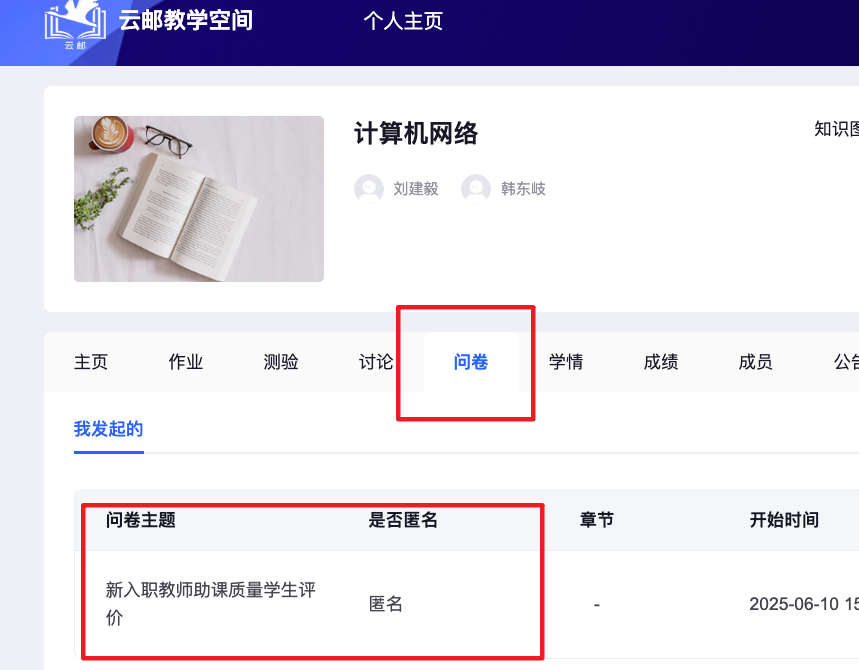 云邮教学空间
个人主页
云邮
计算机网络
知识
刘建毅
韩东岐
主页
作业
测验
讨论
问卷
学情
成绩
成员
公
我发起的
问卷主题
是否匿名
章节
开始时间
新入职教师助课质量学生评
价
匿名
-
2025-06-10 15